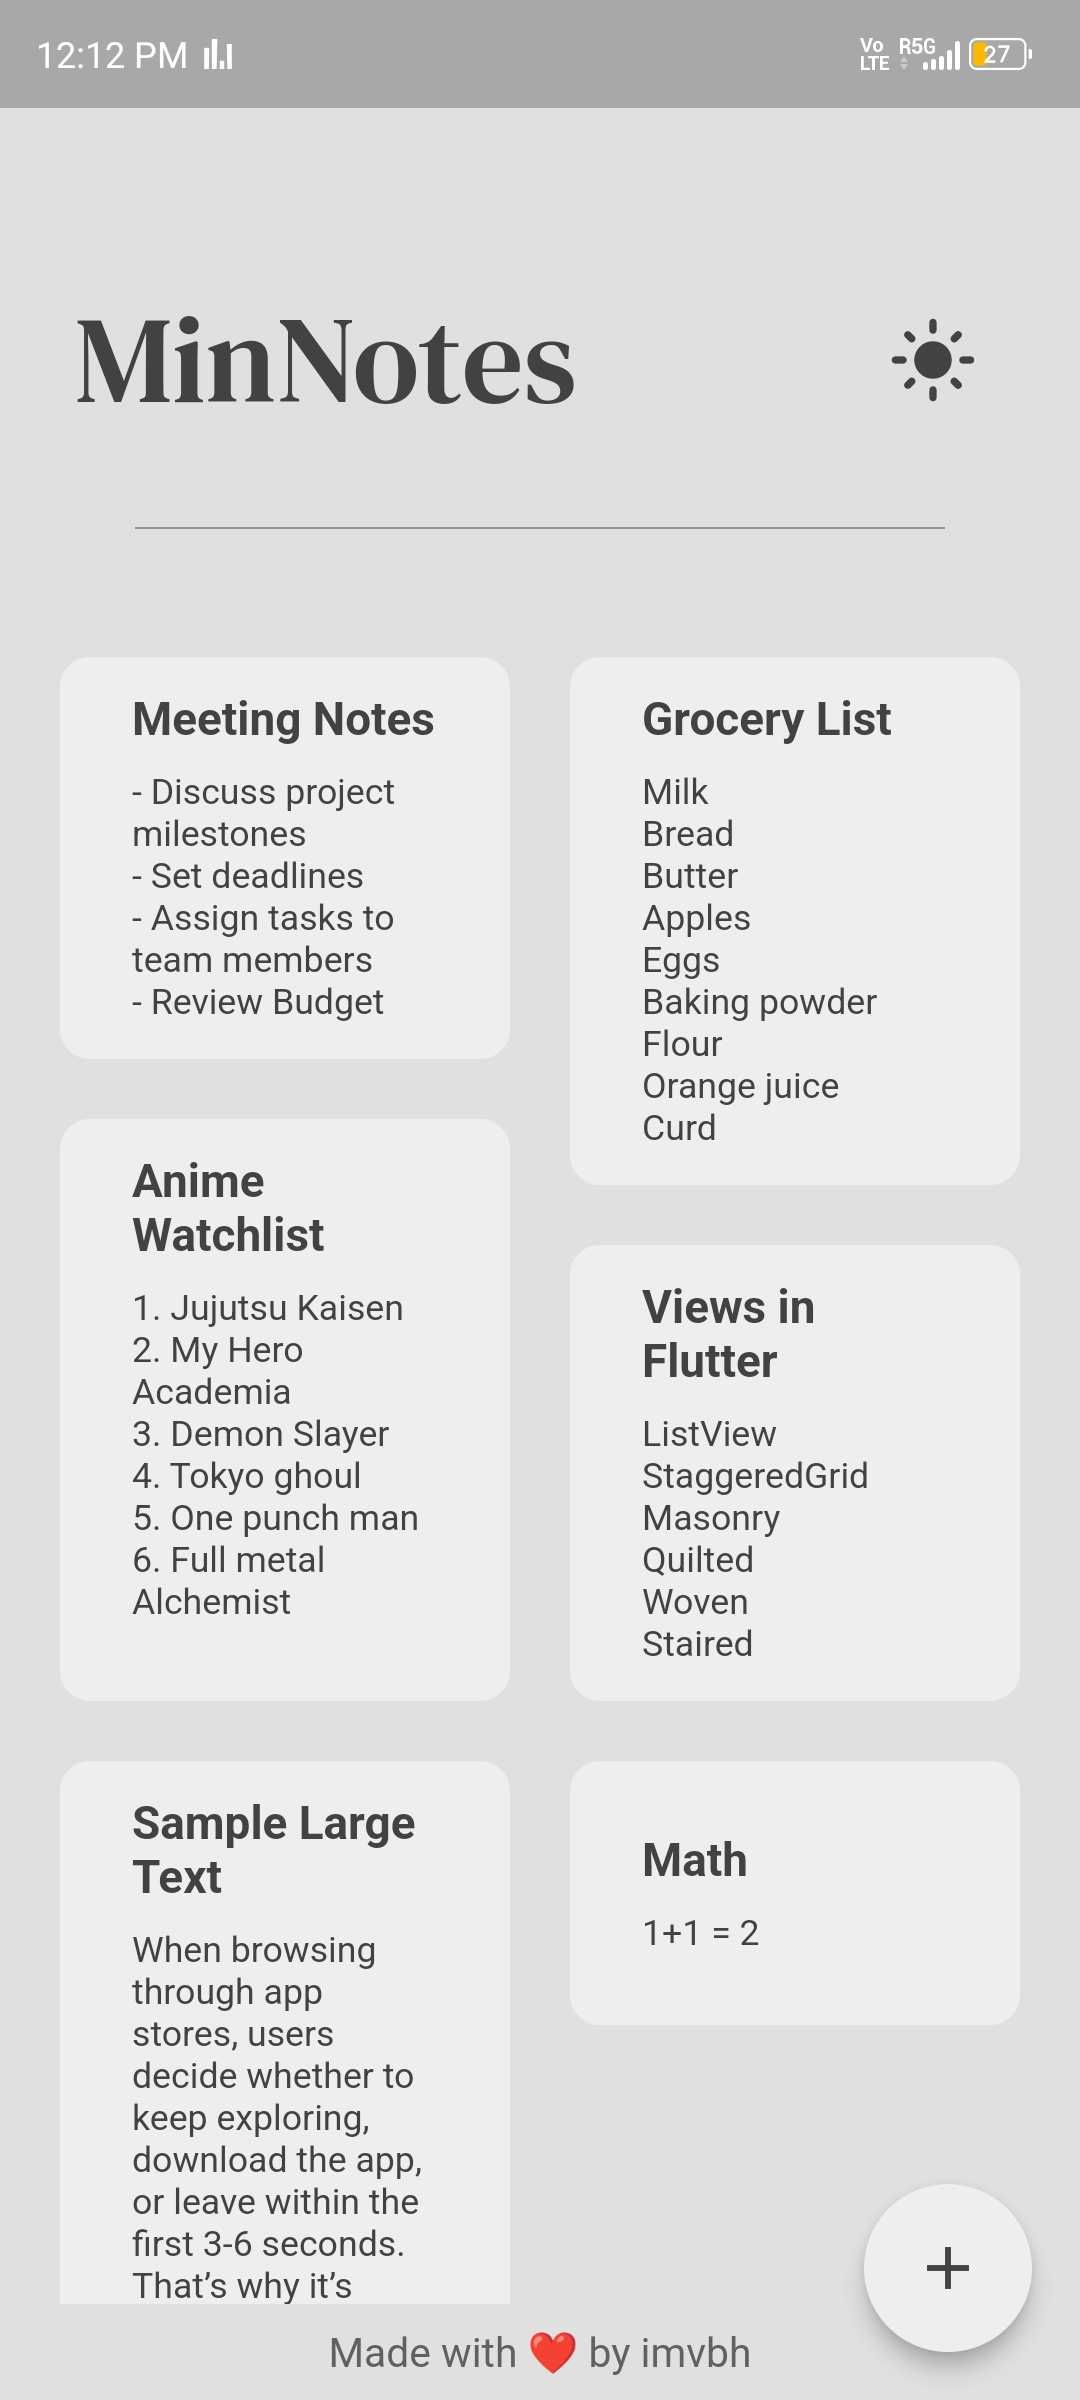 12:12 PM
Vo LTE R5G 27
MinNotes
Meeting Notes
- Discuss project
milestones
- Set deadlines
- Assign tasks to
team members
- Review Budget
Grocery List
Milk
Bread
Butter
Apples
Eggs
Baking powder
Flour
Orange juice
Curd
Anime
Watchlist
1. Jujutsu Kaisen
2. My Hero
Academia
3. Demon Slayer
4. Tokyo ghoul
5. One punch man
6. Full metal
Alchemist
Views in
Flutter
ListView
StaggeredGrid
Masonry
Quilted
Woven
Staired
Sample Large
Text
When browsing
through app
stores, users
decide whether to
keep exploring,
download the app,
or leave within the
first 3-6 seconds.
That’s why it’s
Math
1+1 = 2
Made with ❤️ by imvbh